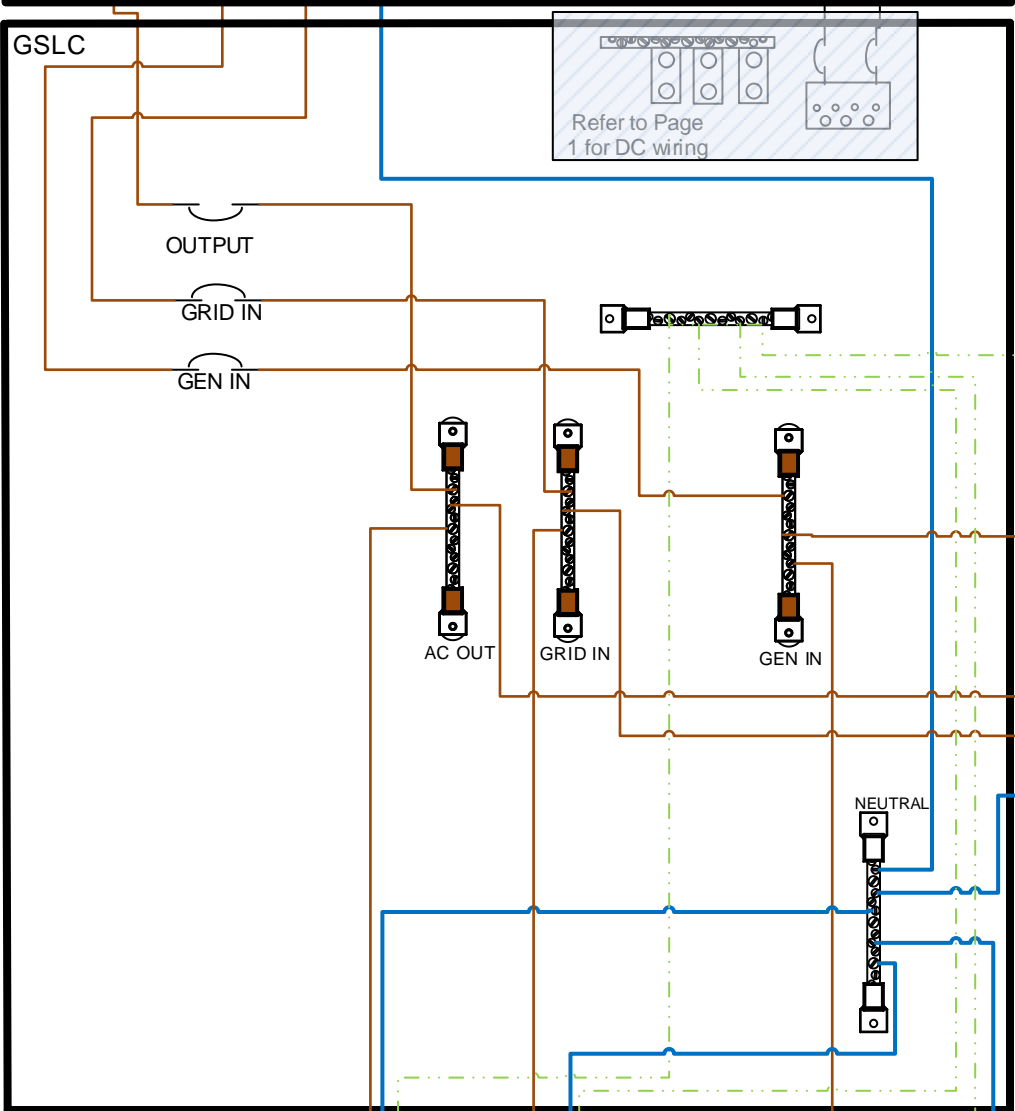 GSLC
Refer to Page
1 for DC wiring
OUTPUT
GRID IN
GEN IN
AC OUT
GRID IN
GEN IN
NEUTRAL